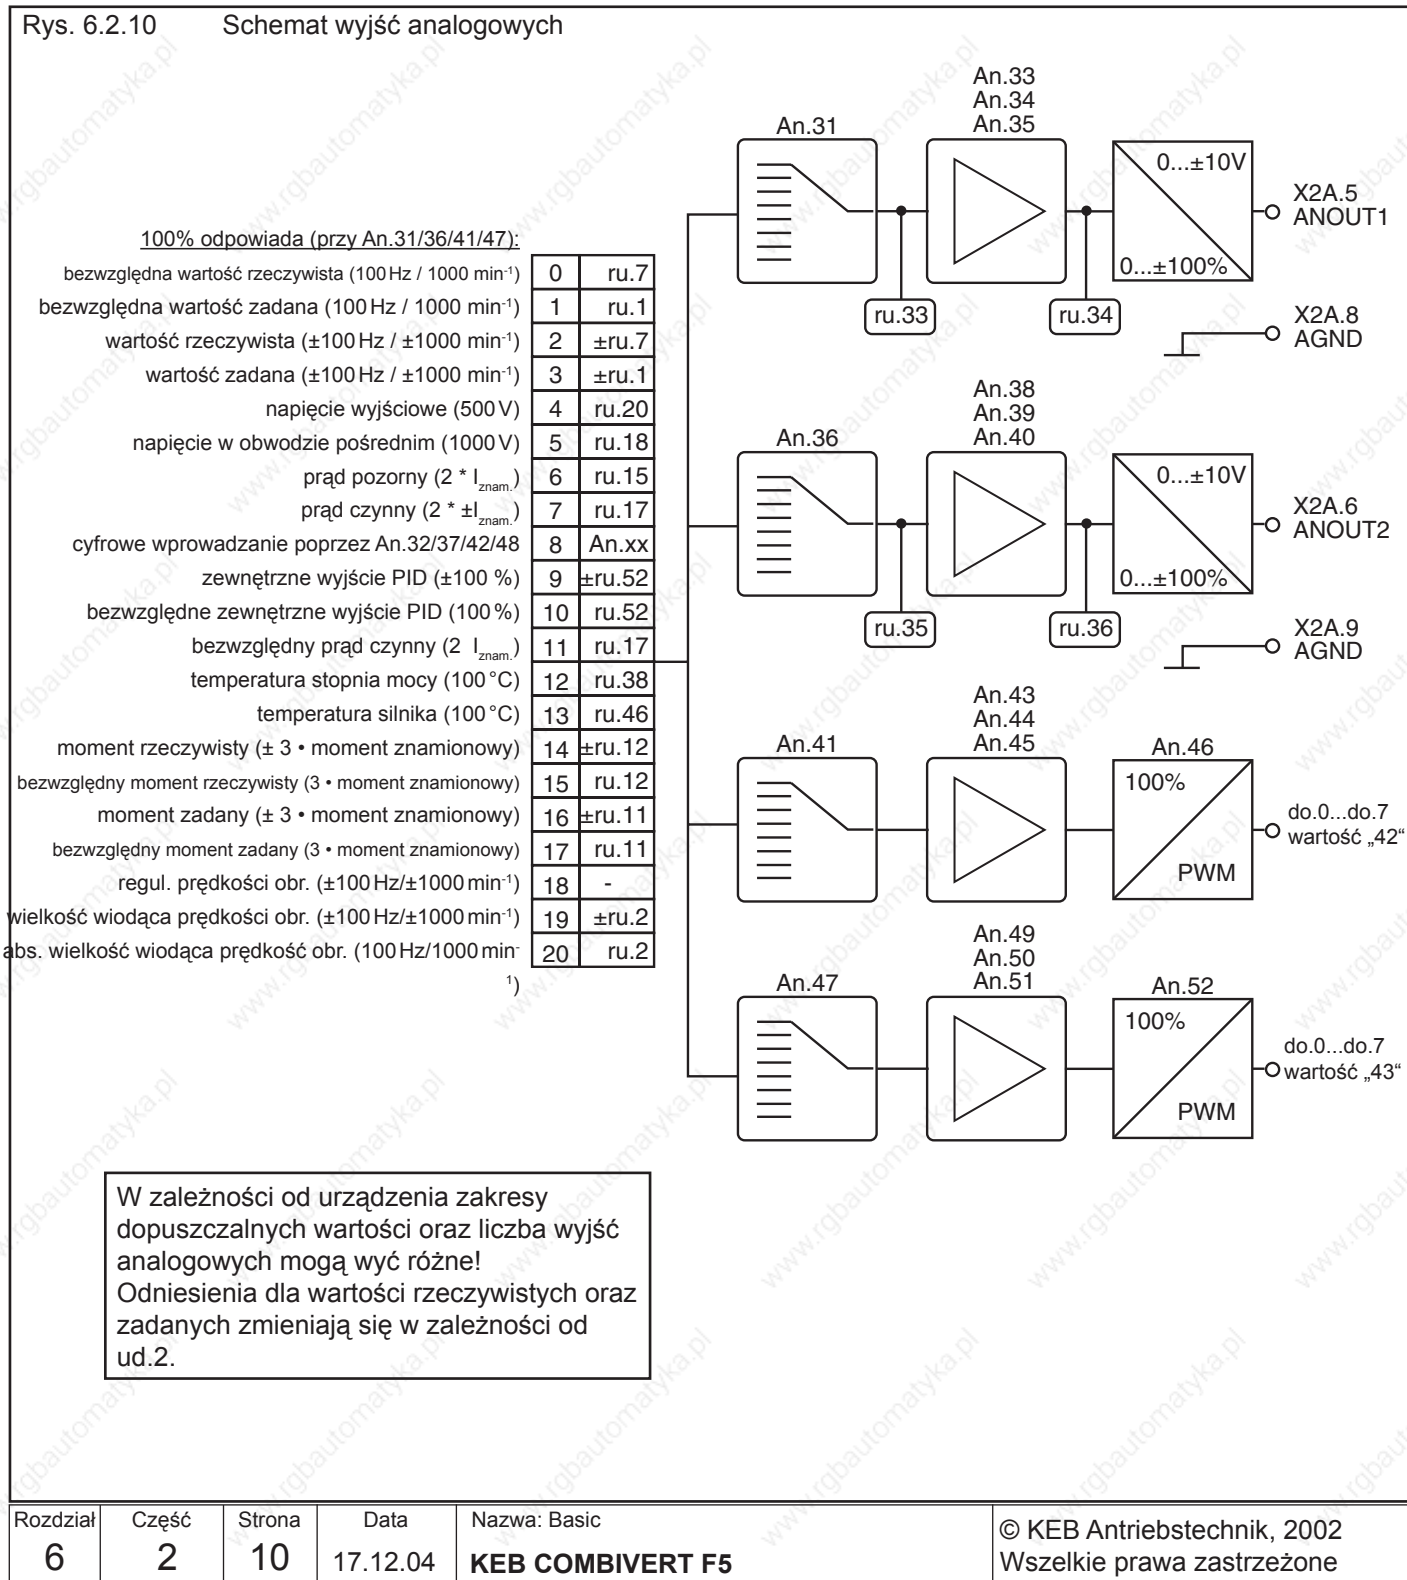 Rys. 6.2.10 Schemat wyjść analogowych
100% odpowiada (przy An.31/36/41/47):
bezwzględna wartość rzeczywista (100 Hz / 1000 min-1) 0 ru.7
bezwzględna wartość zadana (100 Hz / 1000 min-1) 1 ru.1
wartość rzeczywista (±100 Hz / ±1000 min-1) 2 ±ru.7
wartość zadana (±100 Hz / ±1000 min-1) 3 ±ru.1
napięcie wyjściowe (500 V) 4 ru.20
napięcie w obwodzie pośrednim (1000 V) 5 ru.18
prąd pozorny (2 * Iznam.) 6 ru.15
prąd czynny (2 * ±Iznam.) 7 ru.17
cyfrowe wprowadzanie poprzez An.32/37/42/48 8 An.xx
zewnętrzne wyjście PID (±100 %) 9 ±ru.52
bezwzględne zewnętrzne wyjście PID (100 %) 10 ru.52
bezwzględny prąd czynny (2 Iznam.) 11 ru.17
temperatura stopnia mocy (100 °C) 12 ru.38
temperatura silnika (100 °C) 13 ru.46
moment rzeczywisty (± 3 • moment znamionowy) 14 ±ru.12
bezwzględny moment rzeczywisty (3 • moment znamionowy) 15 ru.12
moment zadany (± 3 • moment znamionowy) 16 ±ru.11
bezwzględny moment zadany (3 • moment znamionowy) 17 ru.11
regul. prędkości obr. (±100 Hz/±1000 min-1) 18 -
wielkość wiodąca prędkości obr. (±100 Hz/±1000 min-1) 19 ±ru.2
abs. wielkość wiodąca prędkość obr. (100 Hz/1000 min- 20 ru.2
1)
An.33
An.34
An.35
An.31
0...±10V
0...±100%
X2A.5
ANOUT1
ru.33
ru.34
X2A.8
AGND
An.38
An.39
An.40
An.36
0...±10V
0...±100%
X2A.6
ANOUT2
ru.35
ru.36
X2A.9
AGND
An.43
An.44
An.45
An.41
An.46
100%
PWM
do.0...do.7
wartość „42“
An.49
An.50
An.51
An.47
An.52
100%
PWM
do.0...do.7
wartość „43“
W zależności od urządzenia zakresy
dopuszczalnych wartości oraz liczba wyjść
analogowych mogą wyć różne!
Odniesienia dla wartości rzeczywistych oraz
zadanych zmieniają się w zależności od
ud.2.
Rozdział Część Strona Data Nazwa: Basic © KEB Antriebstechnik, 2002
6 2 10 17.12.04 KEB COMBIVERT F5 Wszelkie prawa zastrzeżone
www.rgbautomatyka.pl